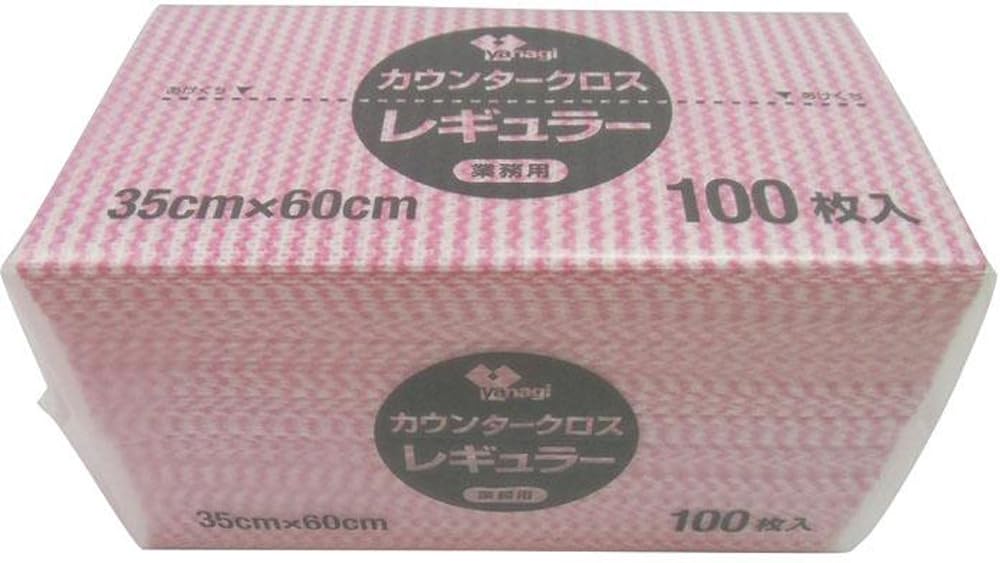 yanagi
カウンタークロス
あけくち ▼
▼ あけくち
レギュラー
業務用
35cm×60cm
100枚入
yanagi
カウンタークロス
レギュラー
業務用
35cm×60cm
100枚入